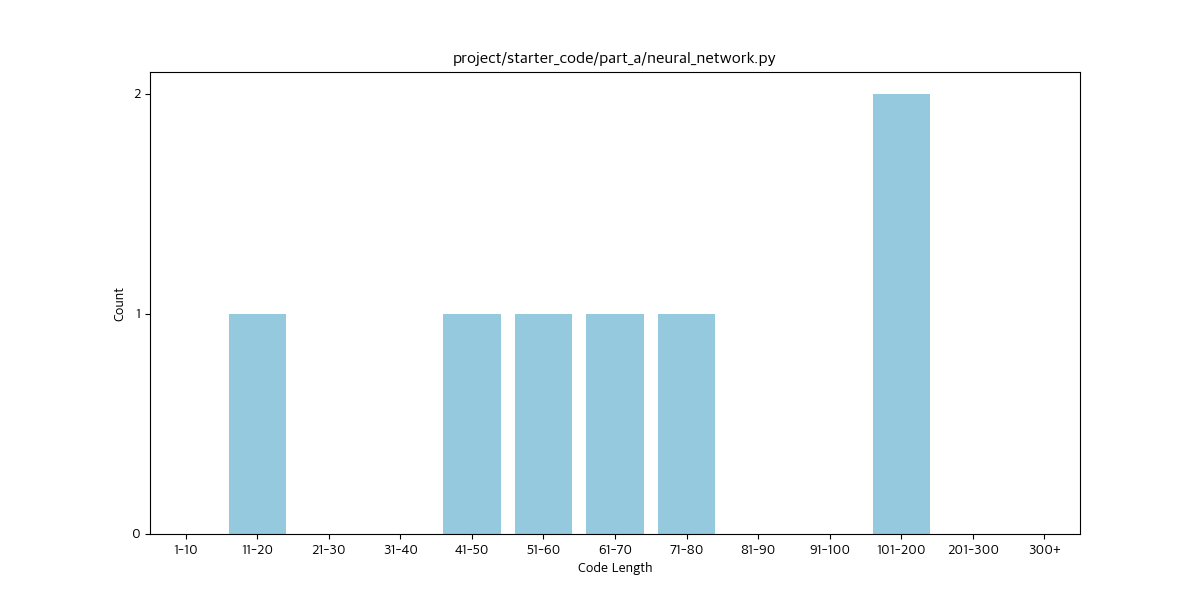 project/starter_code/part_a/neural_network.py
Count
2
1
0
1-10 11-20 21-30 31-40 41-50 51-60 61-70 71-80 81-90 91-100 101-200 201-300 300+
Code Length